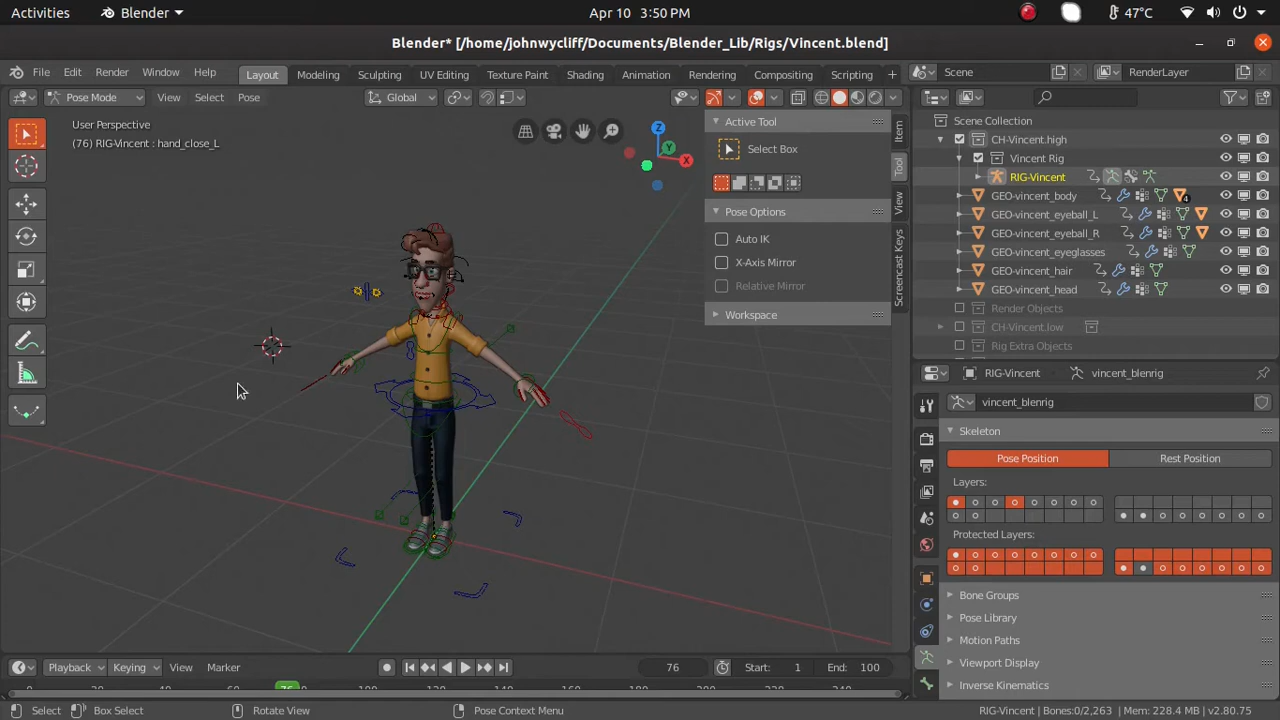 Activities Blender Apr 10 3:50 PM 47°C
Blender* [/home/johnwycliff/Documents/Blender_Lib/Rigs/Vincent.blend]
File Edit Render Window Help Layout Modeling Sculpting UV Editing Texture Paint Shading Animation Rendering Compositing Scripting + Scene RenderLayer
Pose Mode View Select Pose Global
User Perspective
(76) RIG-Vincent : hand_close_L
Z
Y
X
Active Tool
Select Box
Pose Options
Auto IK
X-Axis Mirror
Relative Mirror
Workspace
Item
Tool
View
Screencast Keys
Scene Collection
CH-Vincent.high
Vincent Rig
RIG-Vincent
GEO-vincent_body 4
GEO-vincent_eyeball_L
GEO-vincent_eyeball_R
GEO-vincent_eyeglasses
GEO-vincent_hair
GEO-vincent_head
Render Objects
CH-Vincent.low
Rig Extra Objects
RIG-Vincent vincent_blenrig
vincent_blenrig
Skeleton
Pose Position Rest Position
Layers:
Protected Layers:
Bone Groups
Pose Library
Motion Paths
Viewport Display
Inverse Kinematics
Playback Keying View Marker 76 Start: 1 End: 100
76
Select Box Select Rotate View Pose Context Menu RIG-Vincent | Bones:0/2,263 | Mem: 228.4 MB | v2.80.75